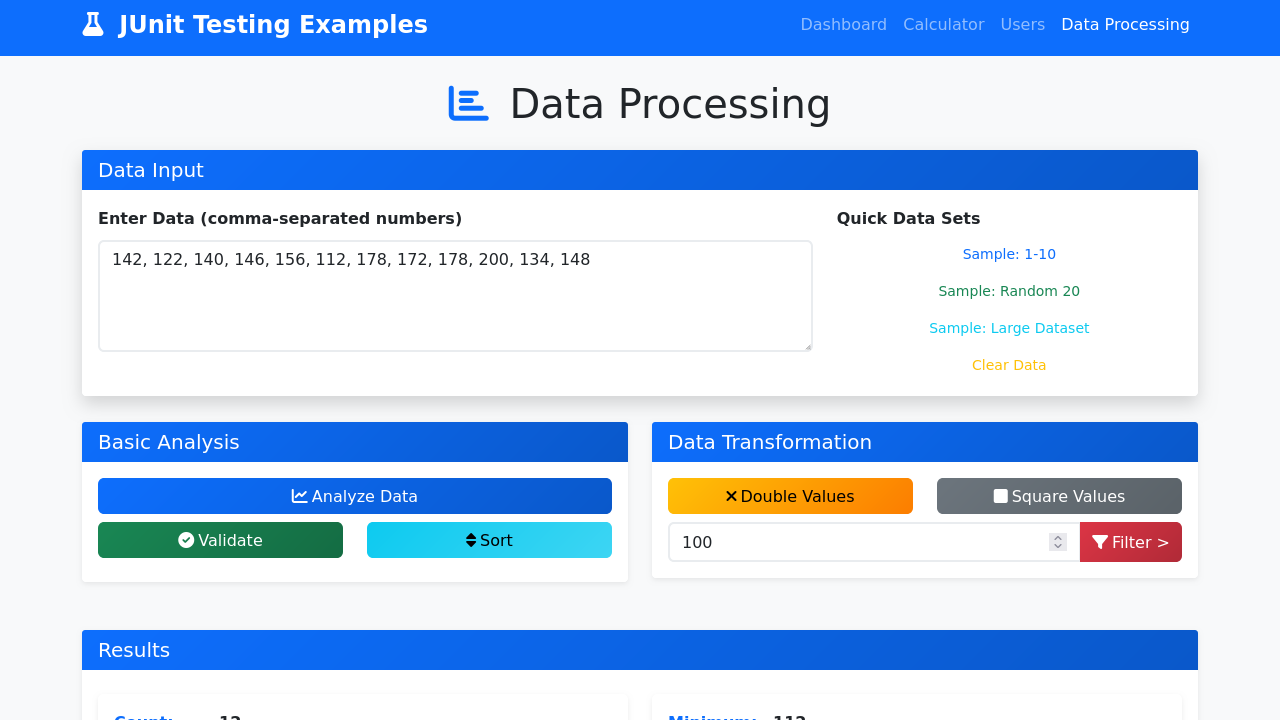 JUnit Testing Examples
Dashboard Calculator Users Data Processing
Data Processing
Data Input
Enter Data (comma-separated numbers)
142, 122, 140, 146, 156, 112, 178, 172, 178, 200, 134, 148
Quick Data Sets
Sample: 1-10
Sample: Random 20
Sample: Large Dataset
Clear Data
Basic Analysis
Analyze Data
Validate
Sort
Data Transformation
Double Values
Square Values
100
Filter >
Results
Count: 12
Minimum: 112